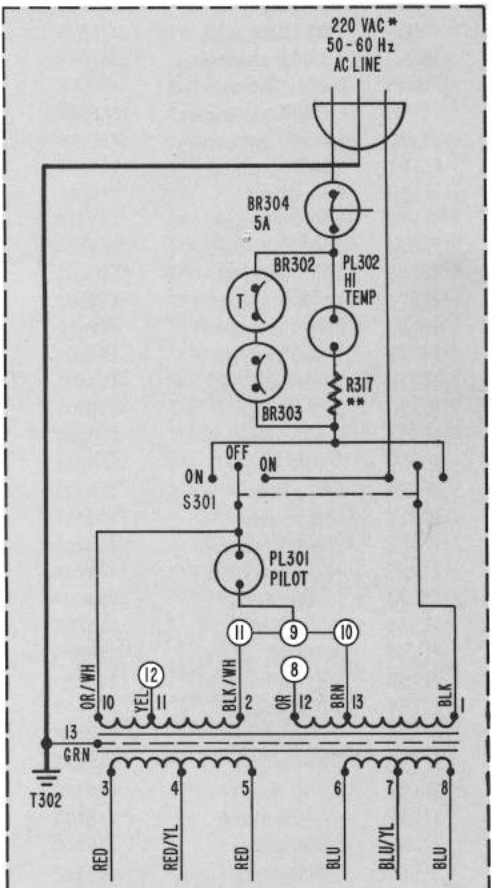 220 VAC *
50-60 Hz
AC LINE
BR304
5A
BR302
PL302
HI
TEMP
T
R317
**
BR303
OFF
ON
ON
S301
PL301
PILOT
11
9
10
12
8
OR/WH
10
YEL
11
BLK/WH
2
OR
12
BRN
13
BLK
1
13
GRN
T302
3
4
5
6
7
8
RED
RED/YL
RED
BLU
BLU/YL
BLU